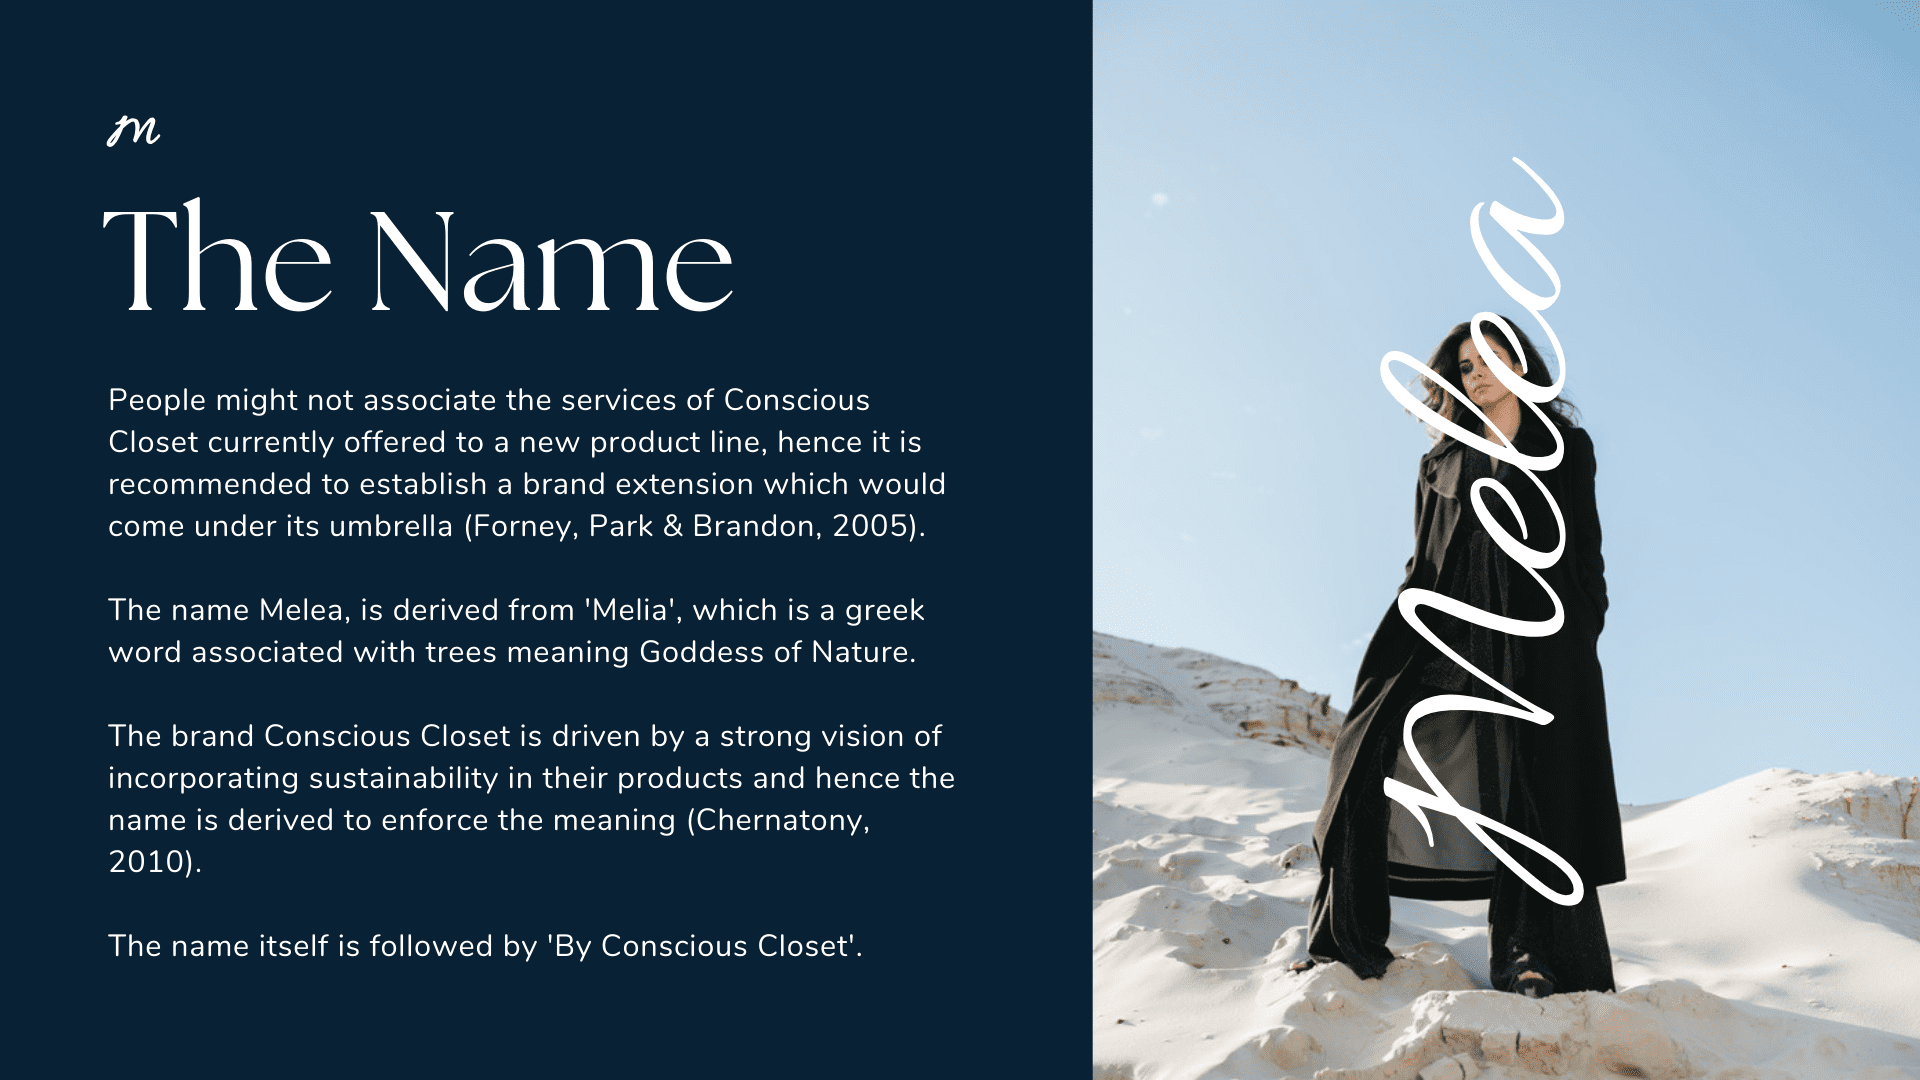 m
The Name
People might not associate the services of Conscious
Closet currently offered to a new product line, hence it is
recommended to establish a brand extension which would
come under its umbrella (Forney, Park & Brandon, 2005).
The name Melea, is derived from 'Melia', which is a greek
word associated with trees meaning Goddess of Nature.
The brand Conscious Closet is driven by a strong vision of
incorporating sustainability in their products and hence the
name is derived to enforce the meaning (Chernatony,
2010).
The name itself is followed by 'By Conscious Closet'.
Melea